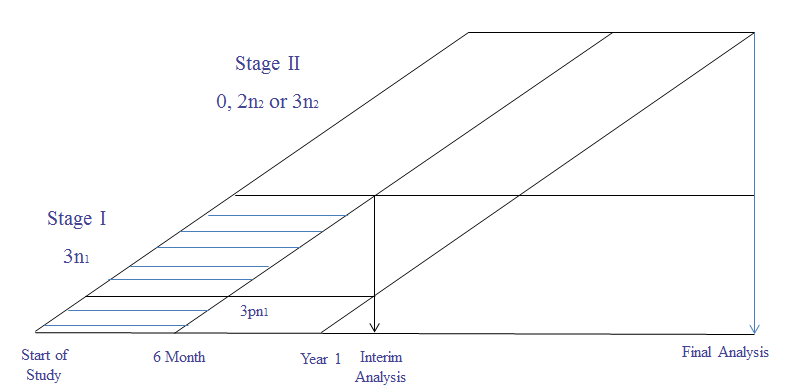 Stage II
0, 2n₂ or 3n₂
Stage I
3n₁
3pn₁
Start of
Study
6 Month
Year 1
Interim
Analysis
Final Analysis